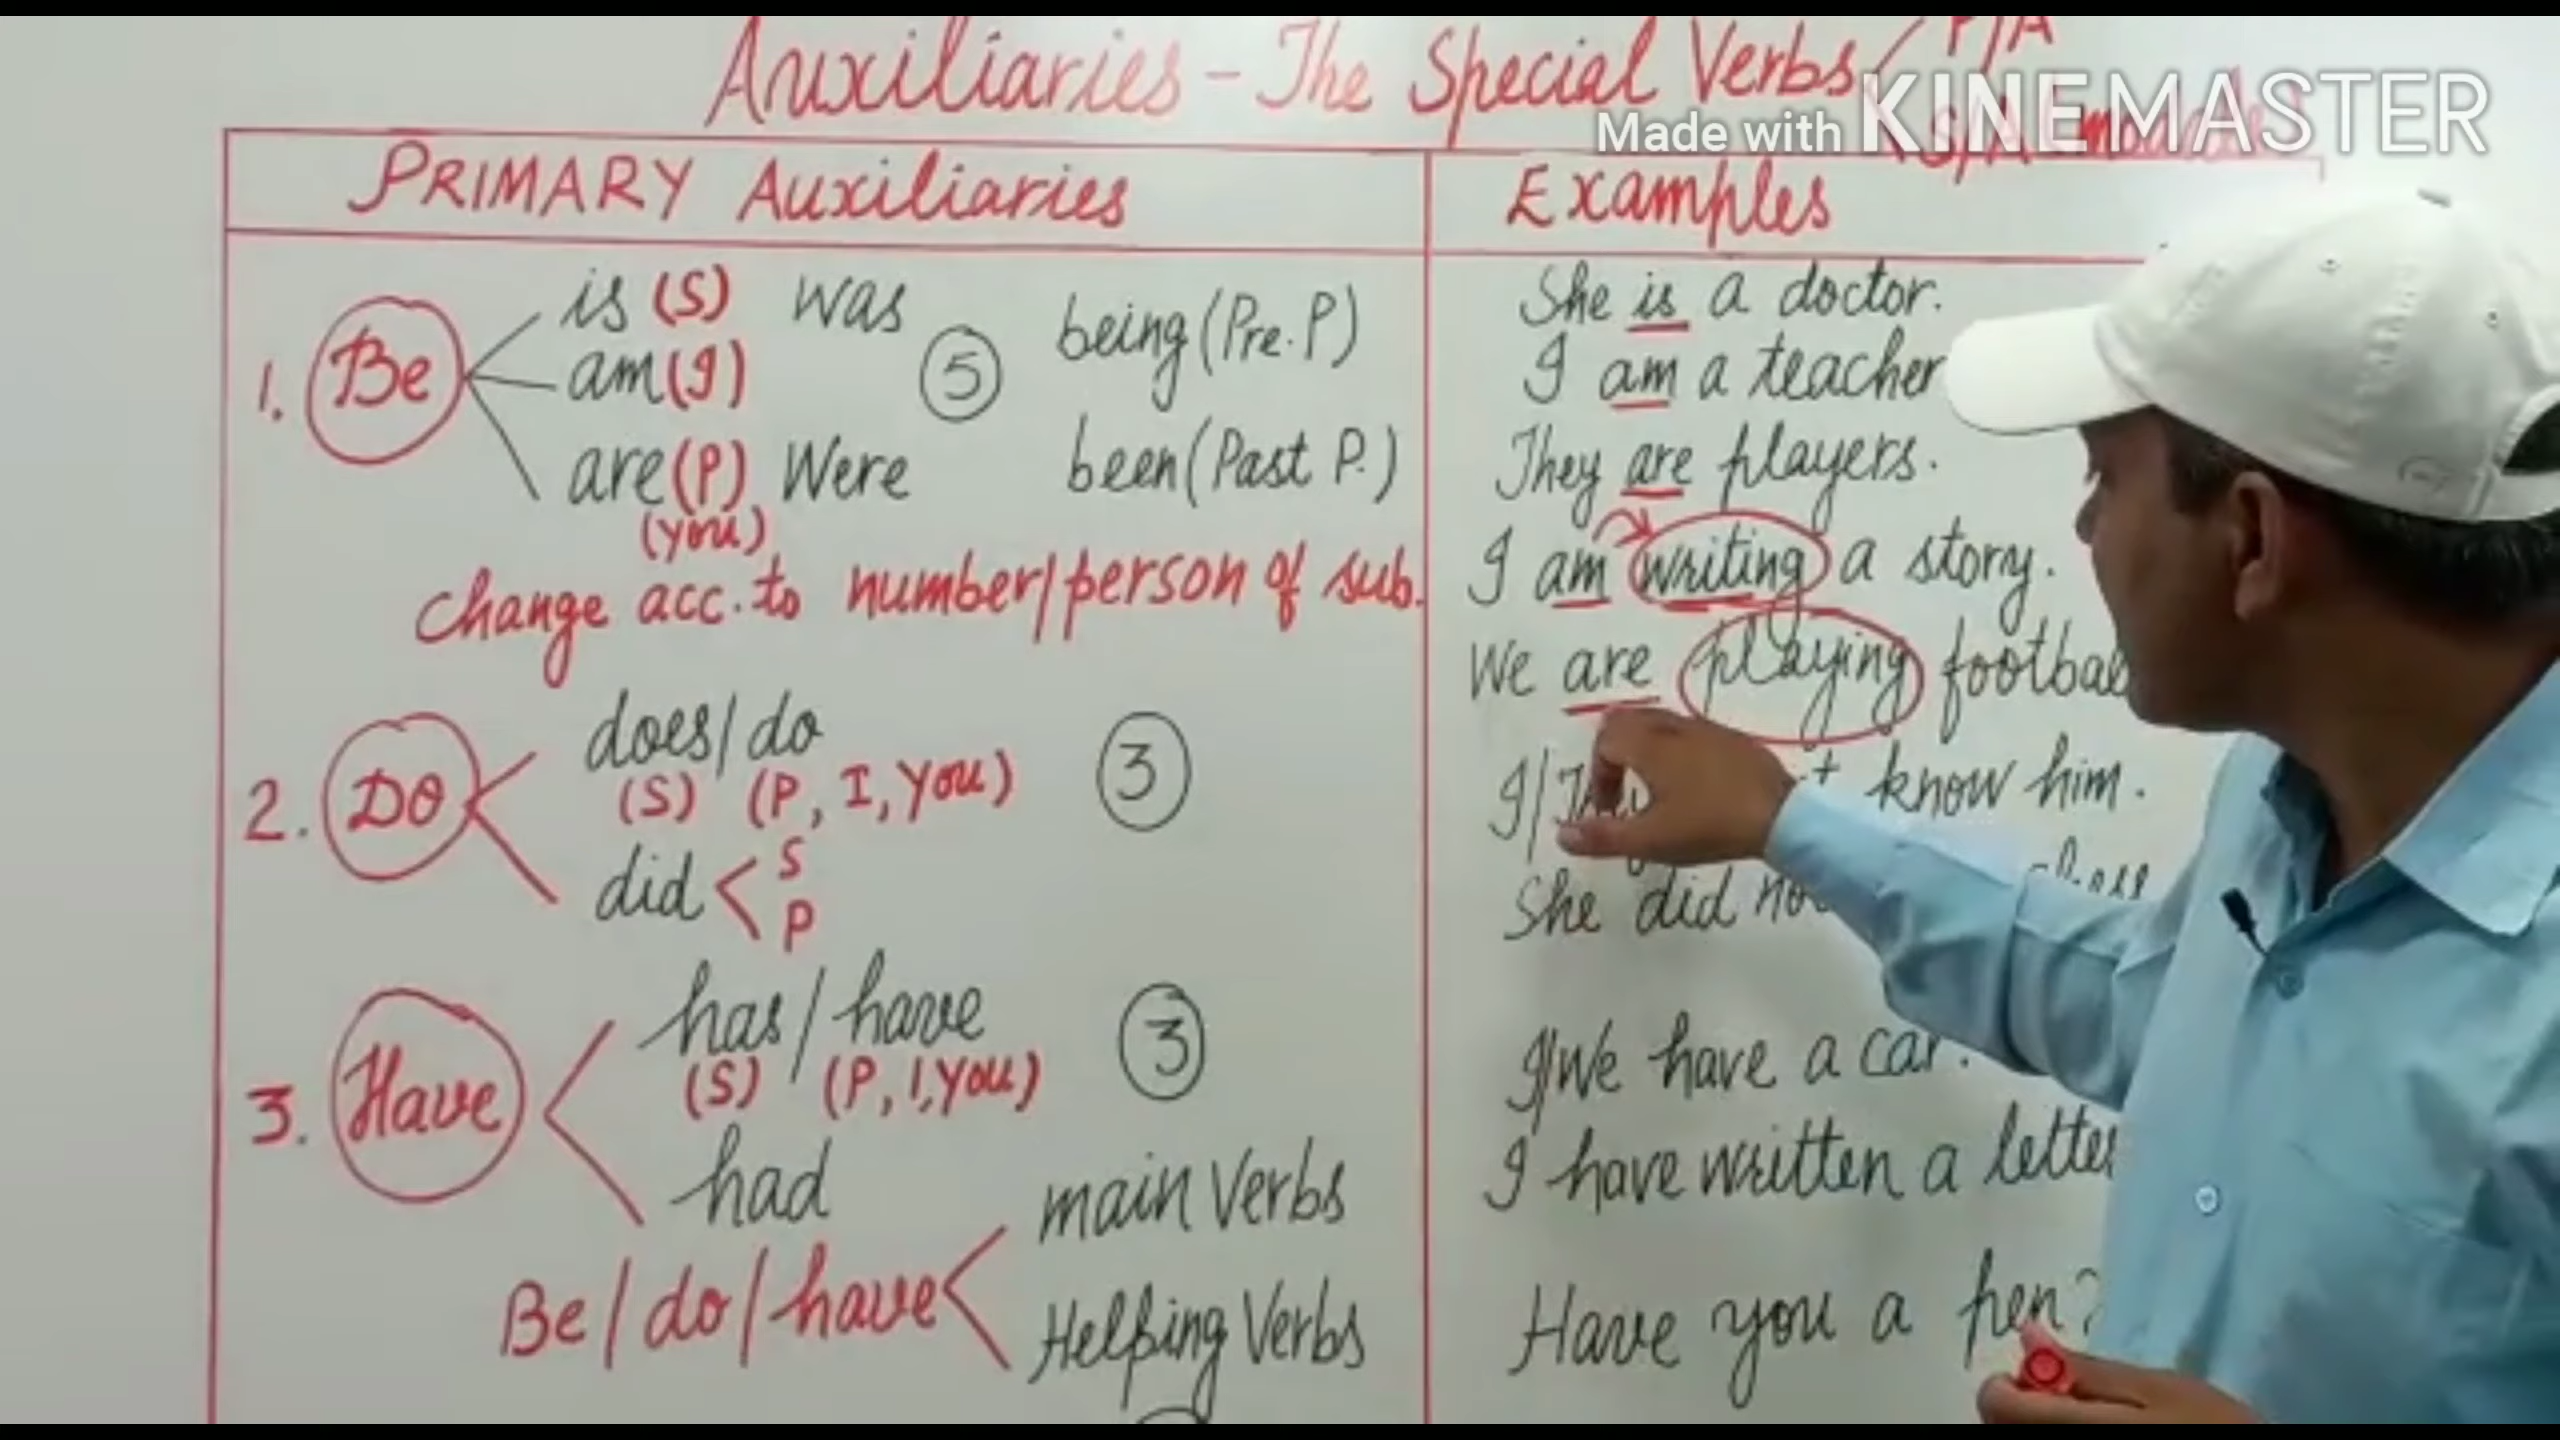 Auxiliaries - The Special Verbs P/A
Made with KINEMASTER
S/A
PRIMARY Auxiliaries
Examples
1. Be
is (S) was
am (I)
are (P) Were
(you)
5
being (Pre. P)
been (Past P.)
change acc. to number/person of sub.
2. Do
does/do
(S) (P, I, You)
did S
P
3
3. Have
has/have
(S) (P, I, You)
had
3
Be/do/have
main Verbs
Helping Verbs
She is a doctor.
I am a teacher
They are players.
I am writing a story.
We are playing
I/ know him.
She did
I/We have a car.
I have written a
Have you a pen?